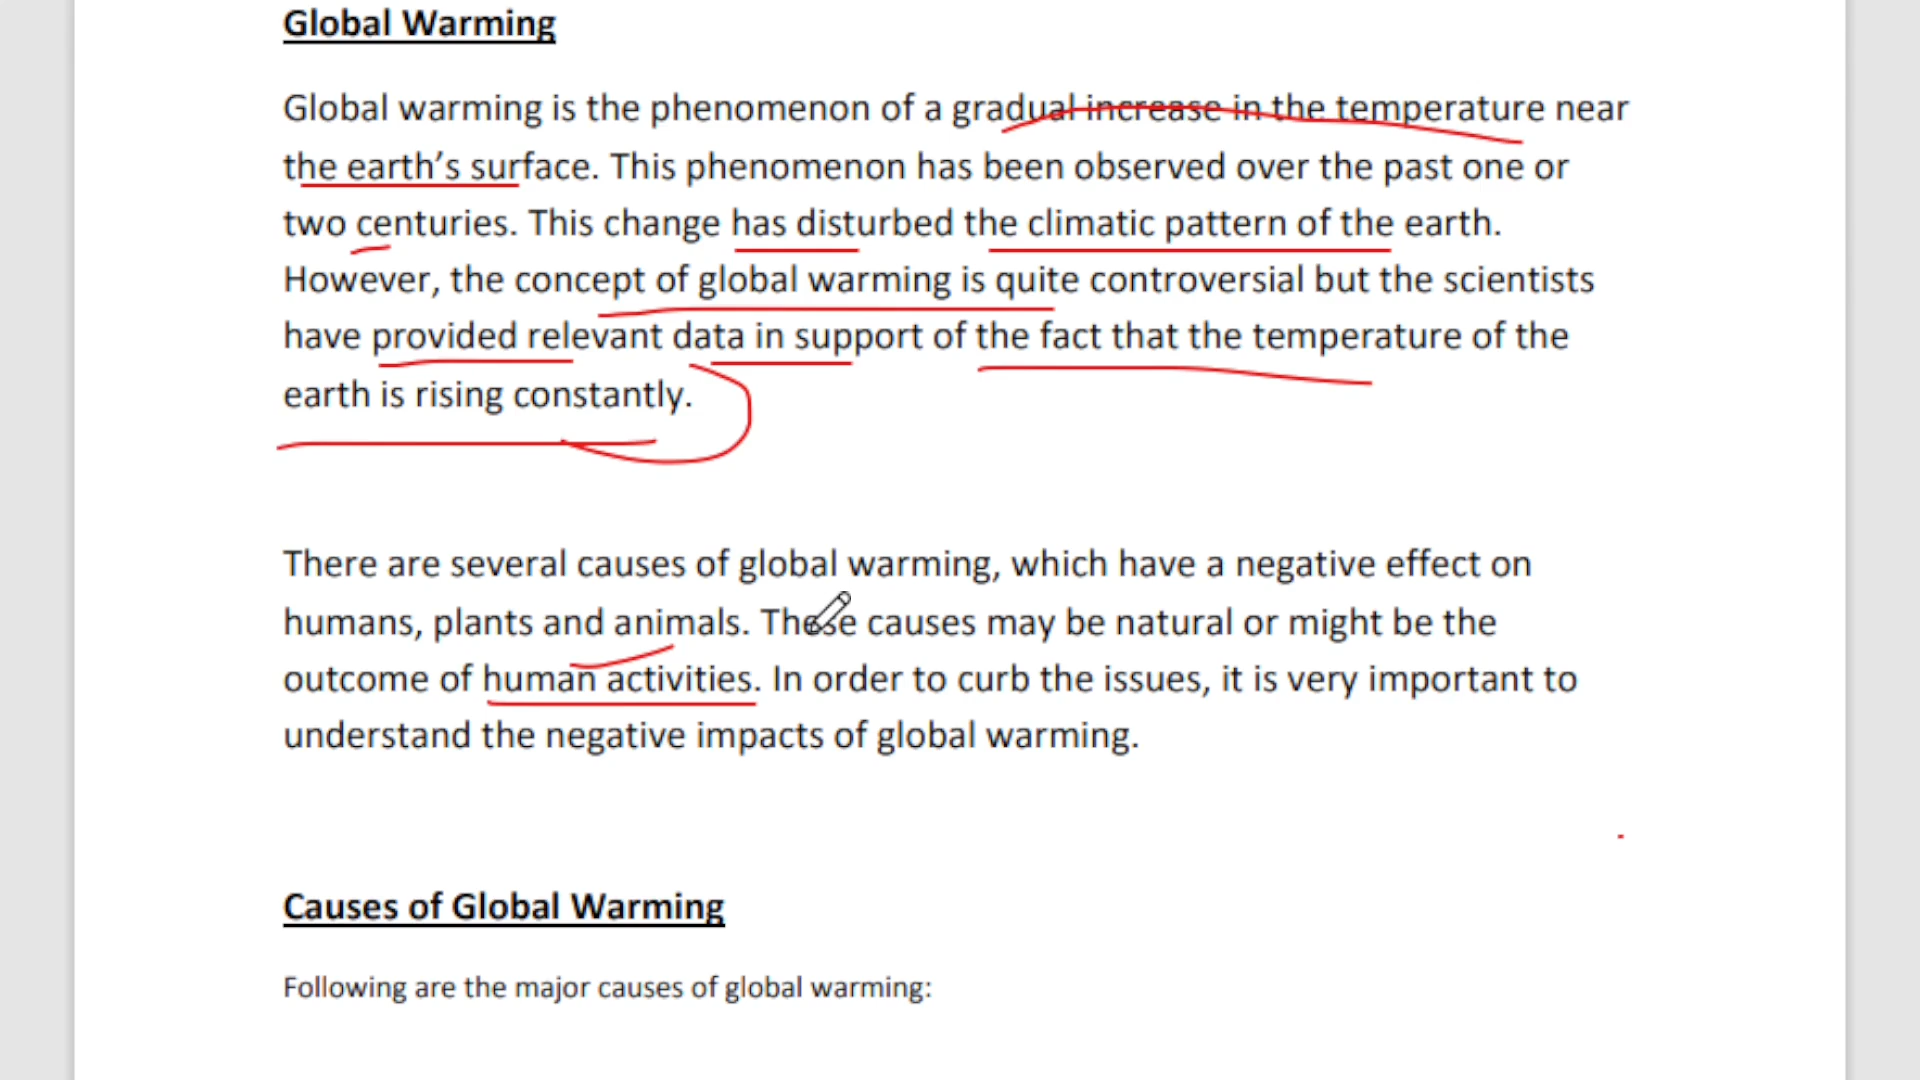 Global Warming
Global warming is the phenomenon of a gradual increase in the temperature near
the earth’s surface. This phenomenon has been observed over the past one or
two centuries. This change has disturbed the climatic pattern of the earth.
However, the concept of global warming is quite controversial but the scientists
have provided relevant data in support of the fact that the temperature of the
earth is rising constantly.
There are several causes of global warming, which have a negative effect on
humans, plants and animals. These causes may be natural or might be the
outcome of human activities. In order to curb the issues, it is very important to
understand the negative impacts of global warming.
Causes of Global Warming
Following are the major causes of global warming: